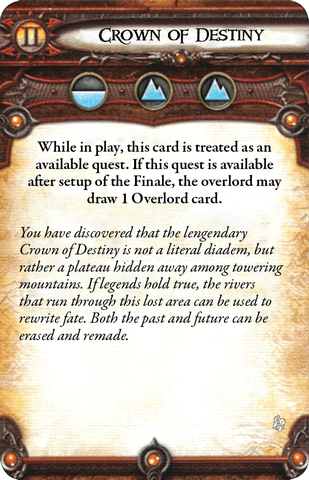 II
Crown of Destiny
While in play, this card is treated as an
available quest. If this quest is available
after setup of the Finale, the overlord may
draw 1 Overlord card.
You have discovered that the lengendary
Crown of Destiny is not a literal diadem, but
rather a plateau hidden away among towering
mountains. If legends hold true, the rivers
that run through this lost area can be used to
rewrite fate. Both the past and future can be
erased and remade.